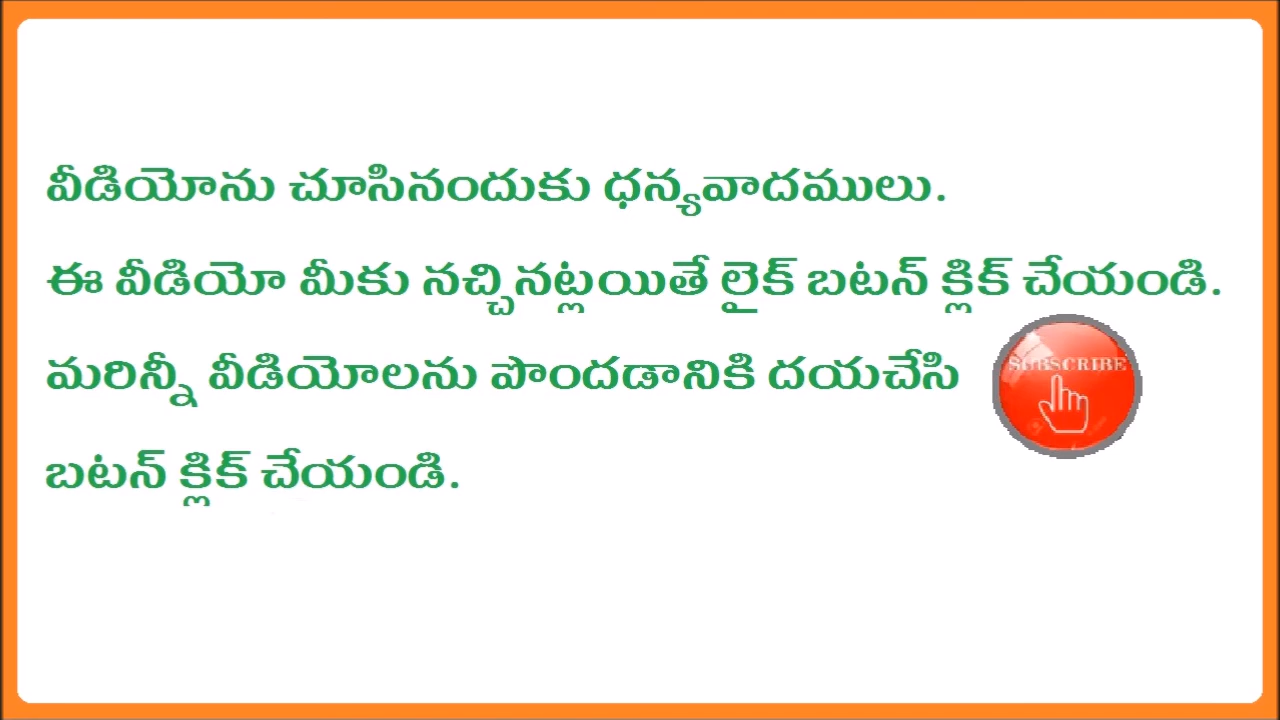 వీడియోను చూసినందుకు ధన్యవాదములు.
ఈ వీడియో మీకు నచ్చినట్లయితే లైక్ బటన్ క్లిక్ చేయండి.
మరిన్నీ వీడియోలను పొందడానికి దయచేసి SUBSCRIBE
బటన్ క్లిక్ చేయండి.